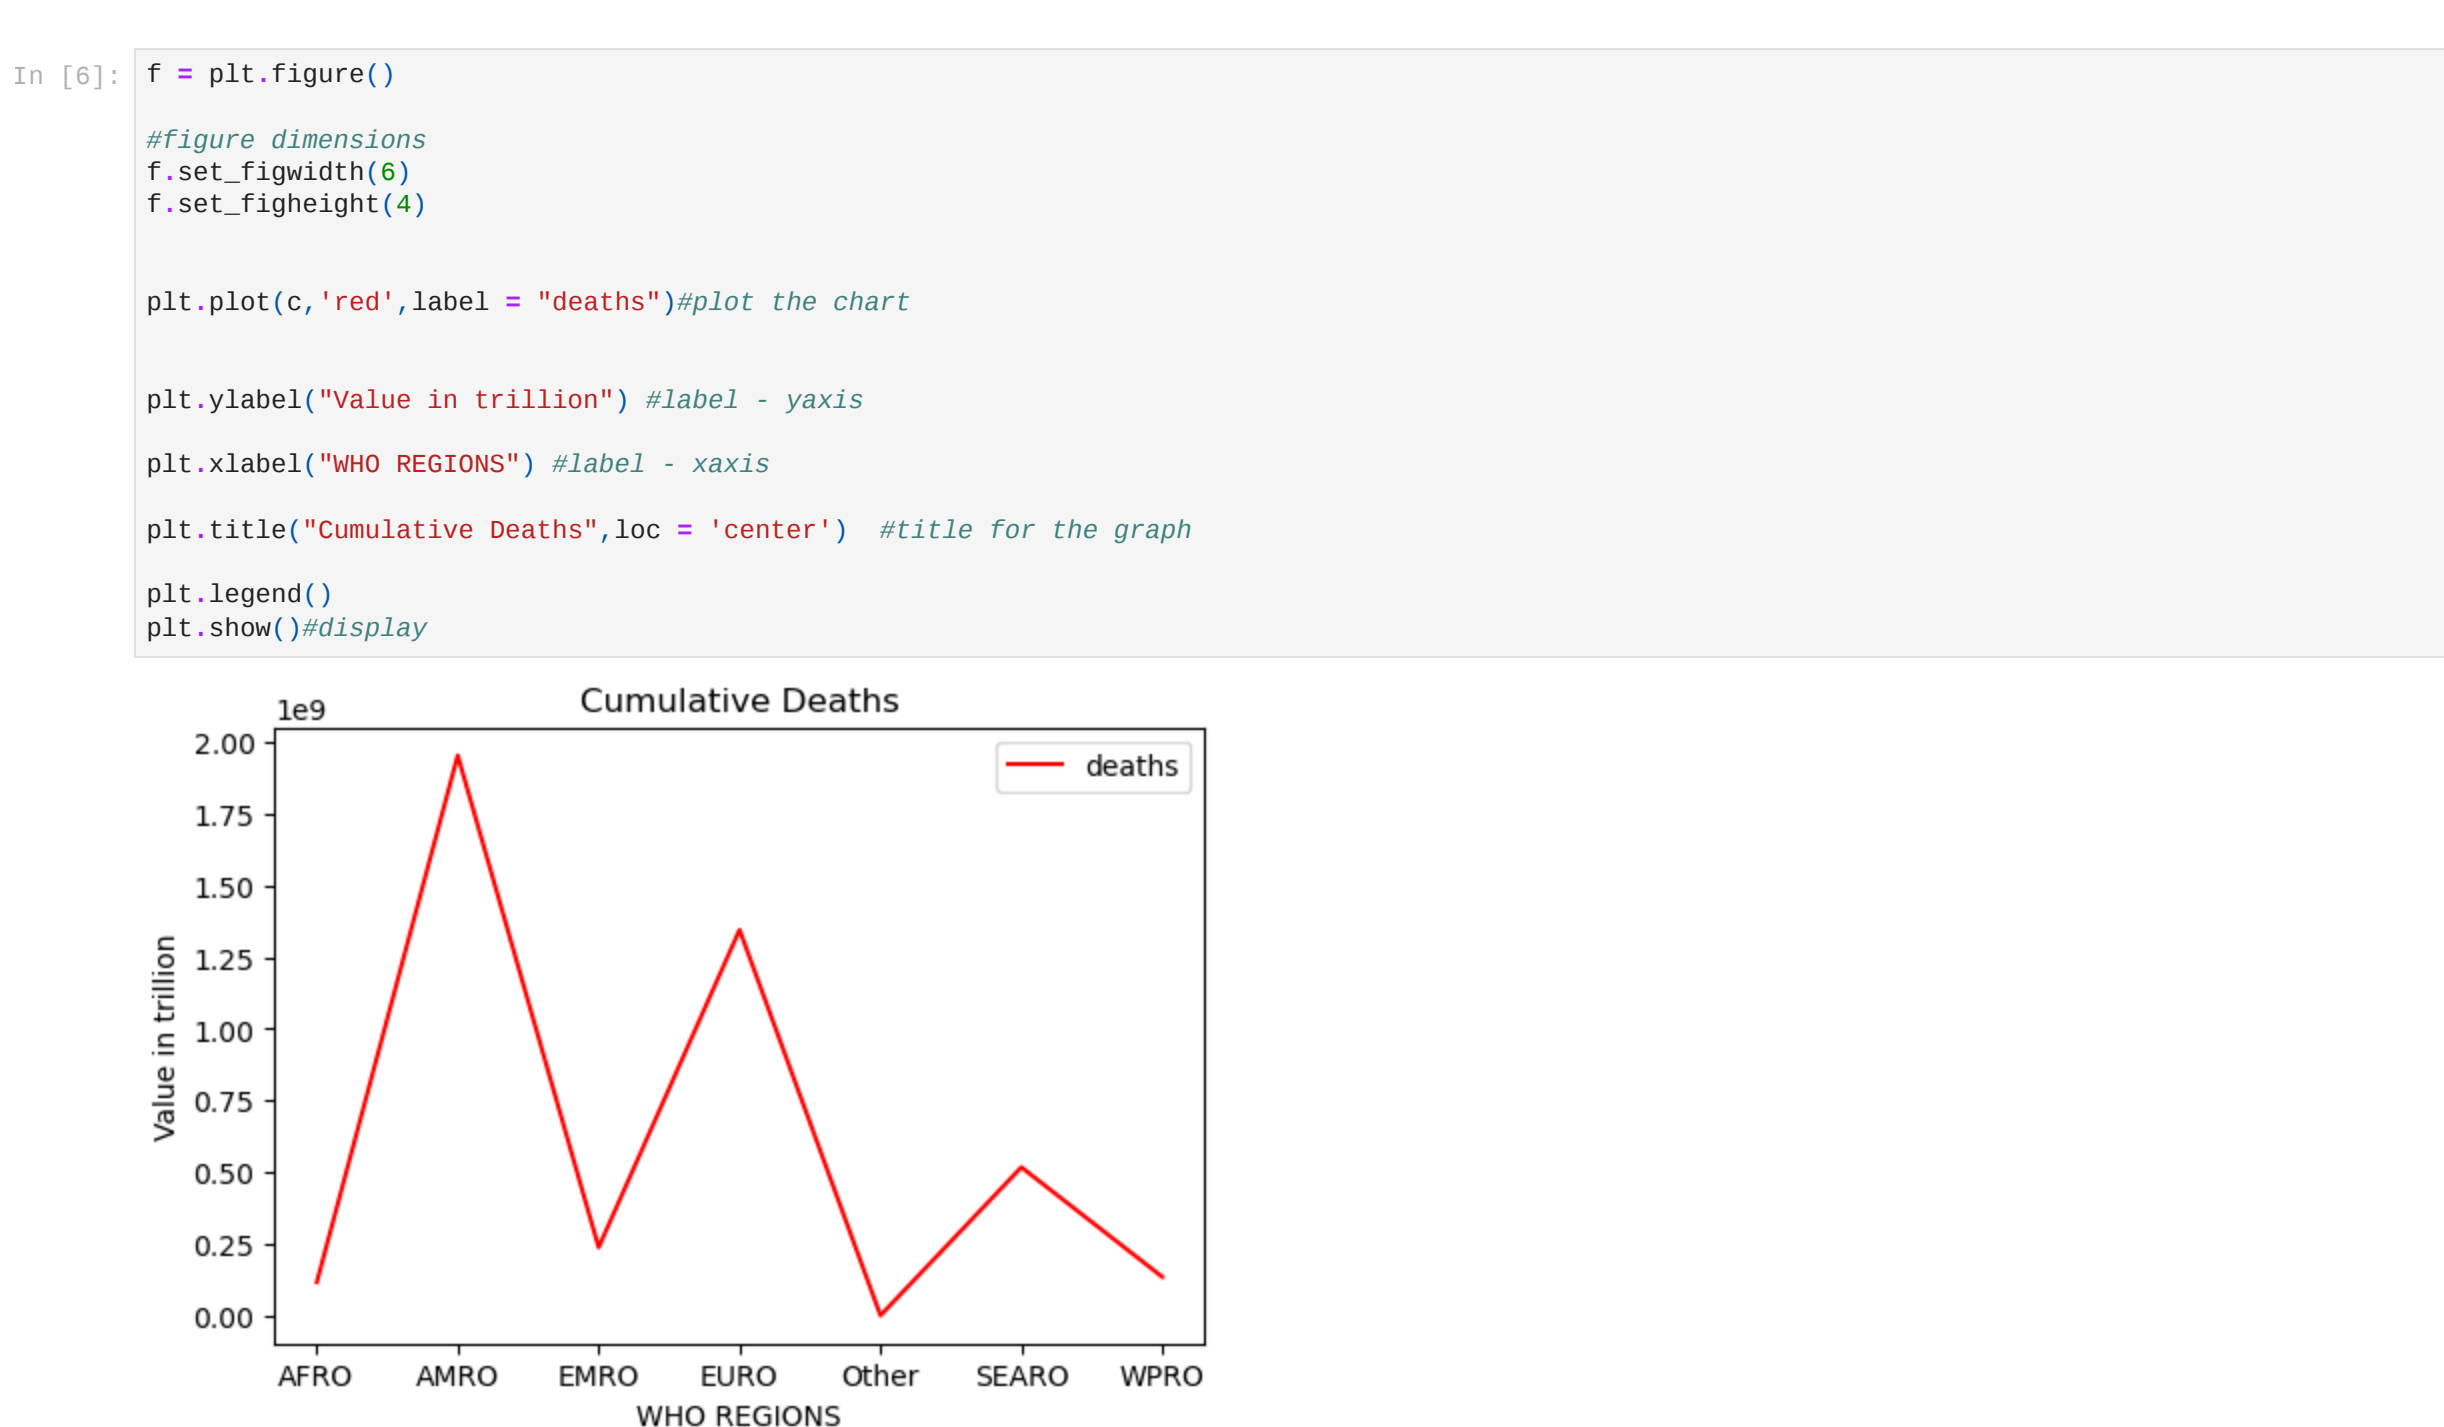 In [6]:
f = plt.figure()
#figure dimensions
f.set_figwidth(6)
f.set_figheight(4)
plt.plot(c,'red',label = "deaths")#plot the chart
plt.ylabel("Value in trillion") #label - yaxis
plt.xlabel("WHO REGIONS") #label - xaxis
plt.title("Cumulative Deaths",loc = 'center')  #title for the graph
plt.legend()
plt.show()#display
Cumulative Deaths
1e9
deaths
2.00
1.75
1.50
1.25
1.00
0.75
0.50
0.25
0.00
Value in trillion
AFRO AMRO EMRO EURO Other SEARO WPRO
WHO REGIONS